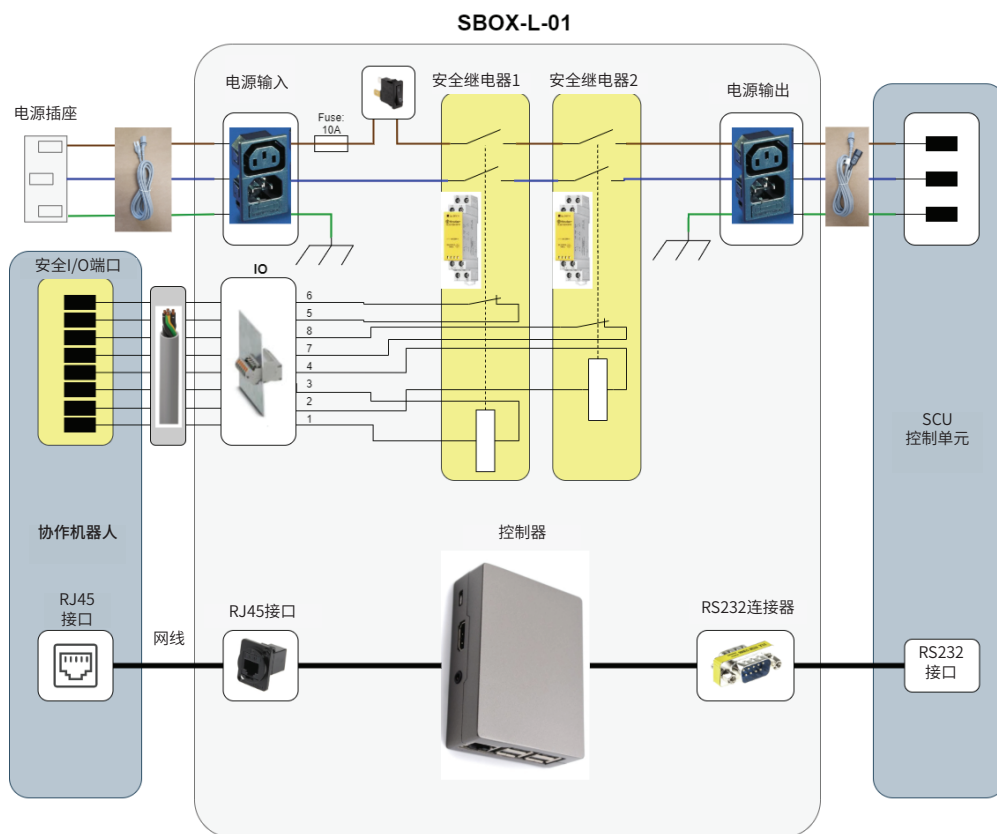 SBOX-L-01
电源输入
安全继电器1
安全继电器2
电源输出
电源插座
Fuse:
10A
安全I/O端口
IO
6
5
8
7
4
3
2
1
SCU
控制单元
协作机器人
控制器
RJ45
接口
网线
RJ45接口
RS232连接器
RS232
接口